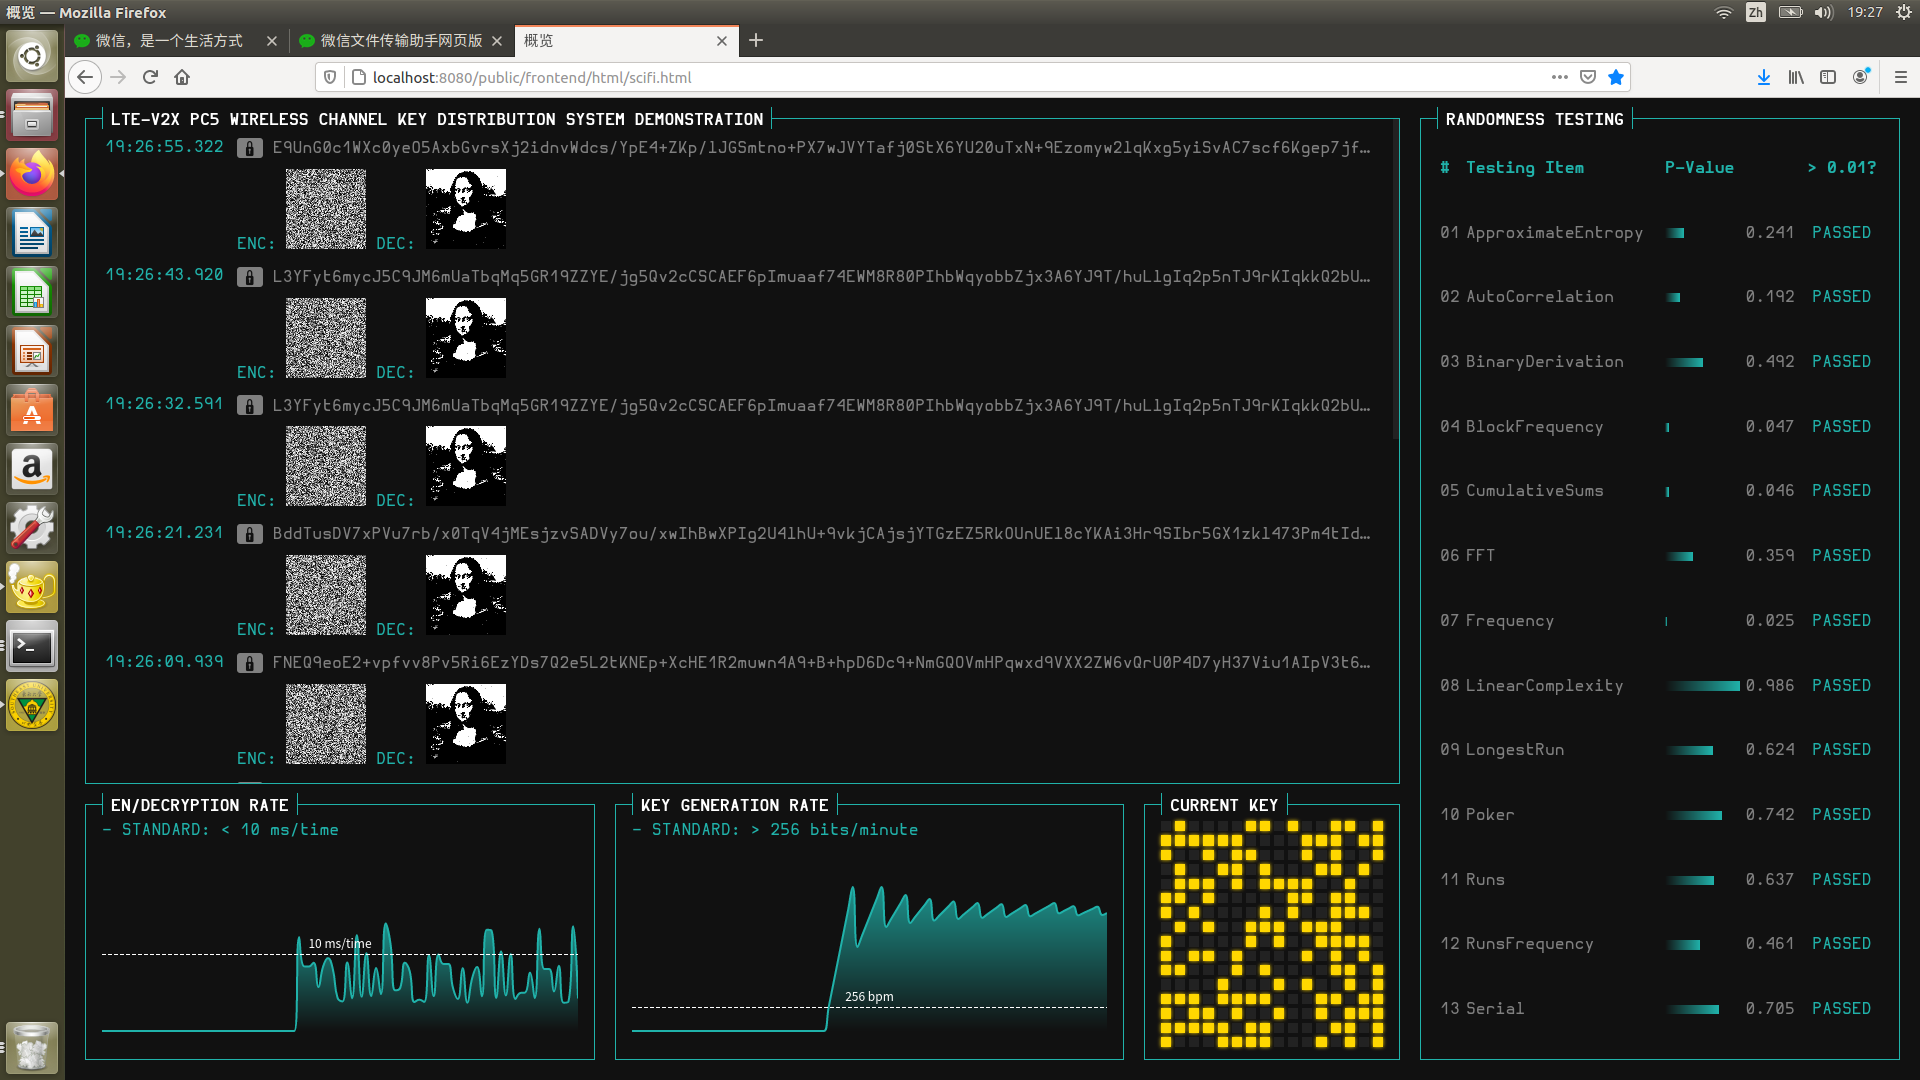 概览 — Mozilla Firefox
Zh
19:27
微信，是一个生活方式
微信文件传输助手网页版
概览
localhost:8080/public/frontend/html/scifi.html
LTE-V2X PC5 WIRELESS CHANNEL KEY DISTRIBUTION SYSTEM DEMONSTRATION
19:26:55.322 E9UnG0c1WXc0ye05AxbGvrsXj2idnvWdcs/YpE4+ZKp/lJGSmtno+PX7wJVYTafj0StX6YU20uTxN+9Ezomyw2lqKxg5yiSvAC7scf6Kgep7jf…
ENC: DEC:
19:26:43.920 L3YFyt6mycJ5C9JM6mUaTbqMq5GR19ZZYE/jg5Qv2cCSCAEF6pImuaaf74EWM8R80PIhbWqyobbZjx3A6YJ9T/huLlgIq2p5nTJ9rKIqkkQ2bU…
ENC: DEC:
19:26:32.591 L3YFyt6mycJ5C9JM6mUaTbqMq5GR19ZZYE/jg5Qv2cCSCAEF6pImuaaf74EWM8R80PIhbWqyobbZjx3A6YJ9T/huLlgIq2p5nTJ9rKIqkkQ2bU…
ENC: DEC:
19:26:21.231 BddTusDV7xPVu7rb/x0TqV4jMEsjzvSADVy7ou/xwIhBwXPIg2U4lhU+9vkjCAjsjYTGzEZ5RkOUnUEl8cYKAi3Hr9SIbr5GX1zkl473Pm4tId…
ENC: DEC:
19:26:09.939 FNEQ9eoE2+vpfvv8Pv5Ri6EzYDs7Q2e5L2tKNEp+XcHE1R2muwn4A9+B+hpD6Dc9+NmGQOVmHPqwxd9VXX2ZW6vQrU0P4D7yH37Viu1AIpV3t6…
ENC: DEC:
RANDOMNESS TESTING
# Testing Item P-Value > 0.01?
01 ApproximateEntropy 0.241 PASSED
02 AutoCorrelation 0.192 PASSED
03 BinaryDerivation 0.492 PASSED
04 BlockFrequency 0.047 PASSED
05 CumulativeSums 0.046 PASSED
06 FFT 0.359 PASSED
07 Frequency 0.025 PASSED
08 LinearComplexity 0.986 PASSED
09 LongestRun 0.624 PASSED
10 Poker 0.742 PASSED
11 Runs 0.637 PASSED
12 RunsFrequency 0.461 PASSED
13 Serial 0.705 PASSED
EN/DECRYPTION RATE
- STANDARD: < 10 ms/time
10 ms/time
KEY GENERATION RATE
- STANDARD: > 256 bits/minute
256 bpm
CURRENT KEY